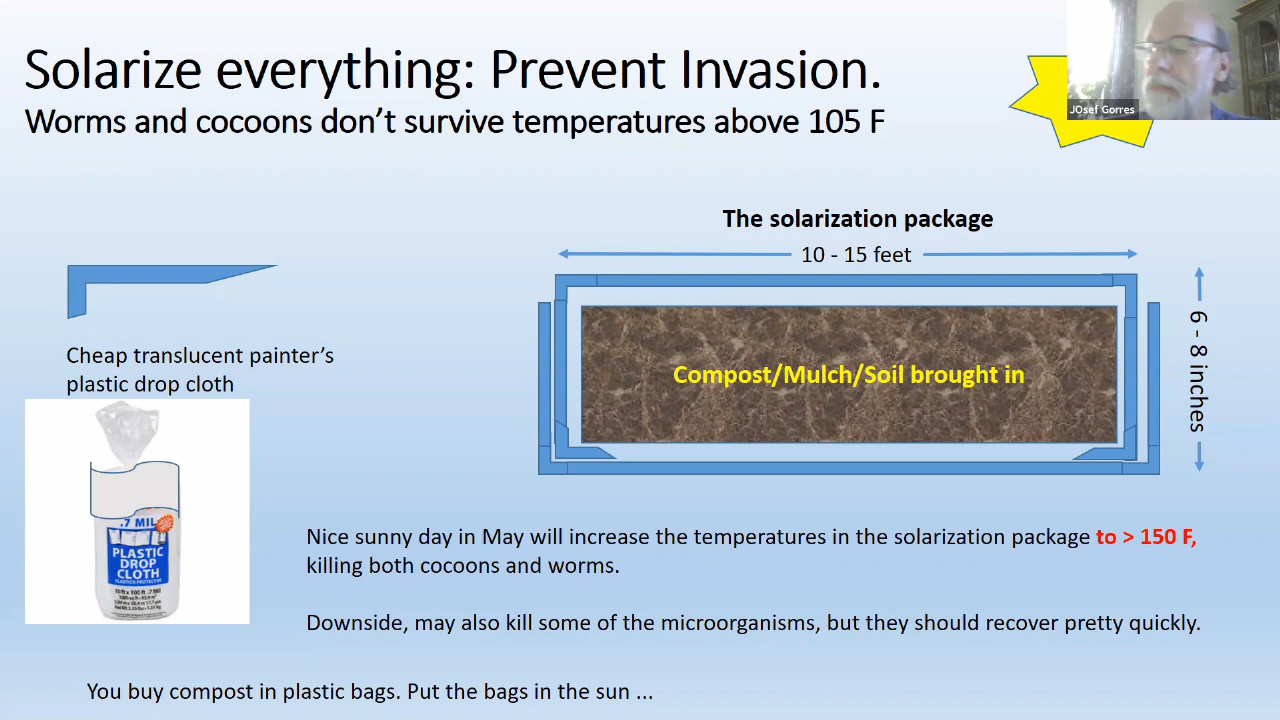 Solarize everything: Prevent Invasion.
Worms and cocoons don't survive temperatures above 105 F
JOsef Gorres
The solarization package
10 - 15 feet
6 - 8 inches
Compost/Mulch/Soil brought in
Cheap translucent painter's
plastic drop cloth
.7 MIL
PLASTIC
DROP
CLOTH
Nice sunny day in May will increase the temperatures in the solarization package to > 150 F,
killing both cocoons and worms.
Downside, may also kill some of the microorganisms, but they should recover pretty quickly.
You buy compost in plastic bags. Put the bags in the sun ...